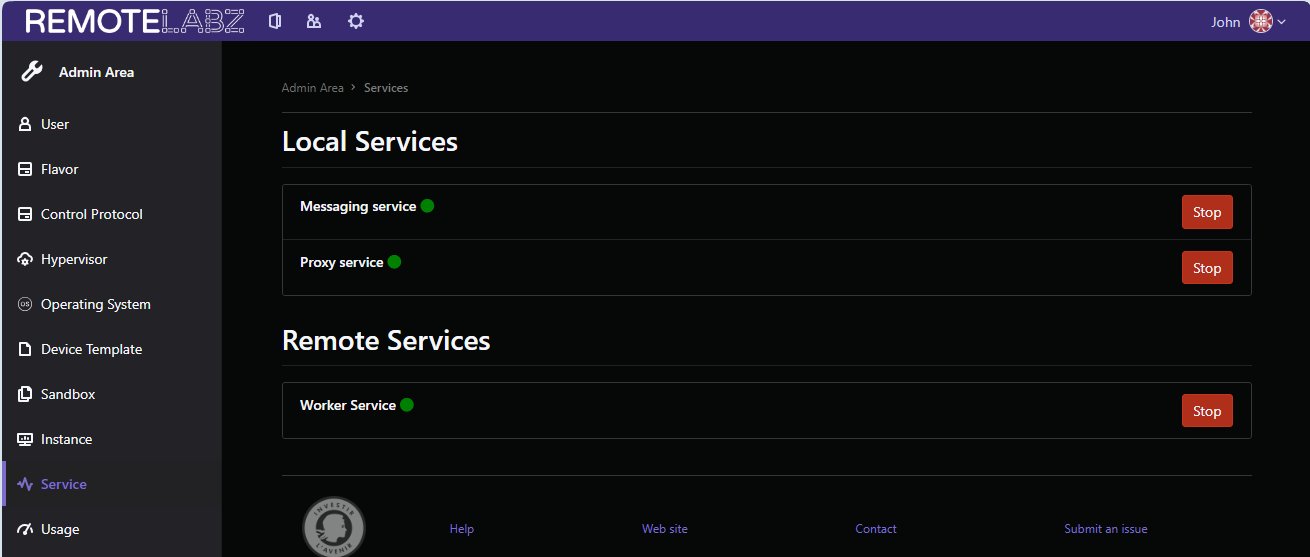 REMOTELABZ
John
Admin Area
User
Flavor
Control Protocol
Hypervisor
OS Operating System
Device Template
Sandbox
Instance
Service
Usage
Admin Area > Services
Local Services
Messaging service
Stop
Proxy service
Stop
Remote Services
Worker Service
Stop
INVESTIR
L'AVENIR
Help
Web site
Contact
Submit an issue